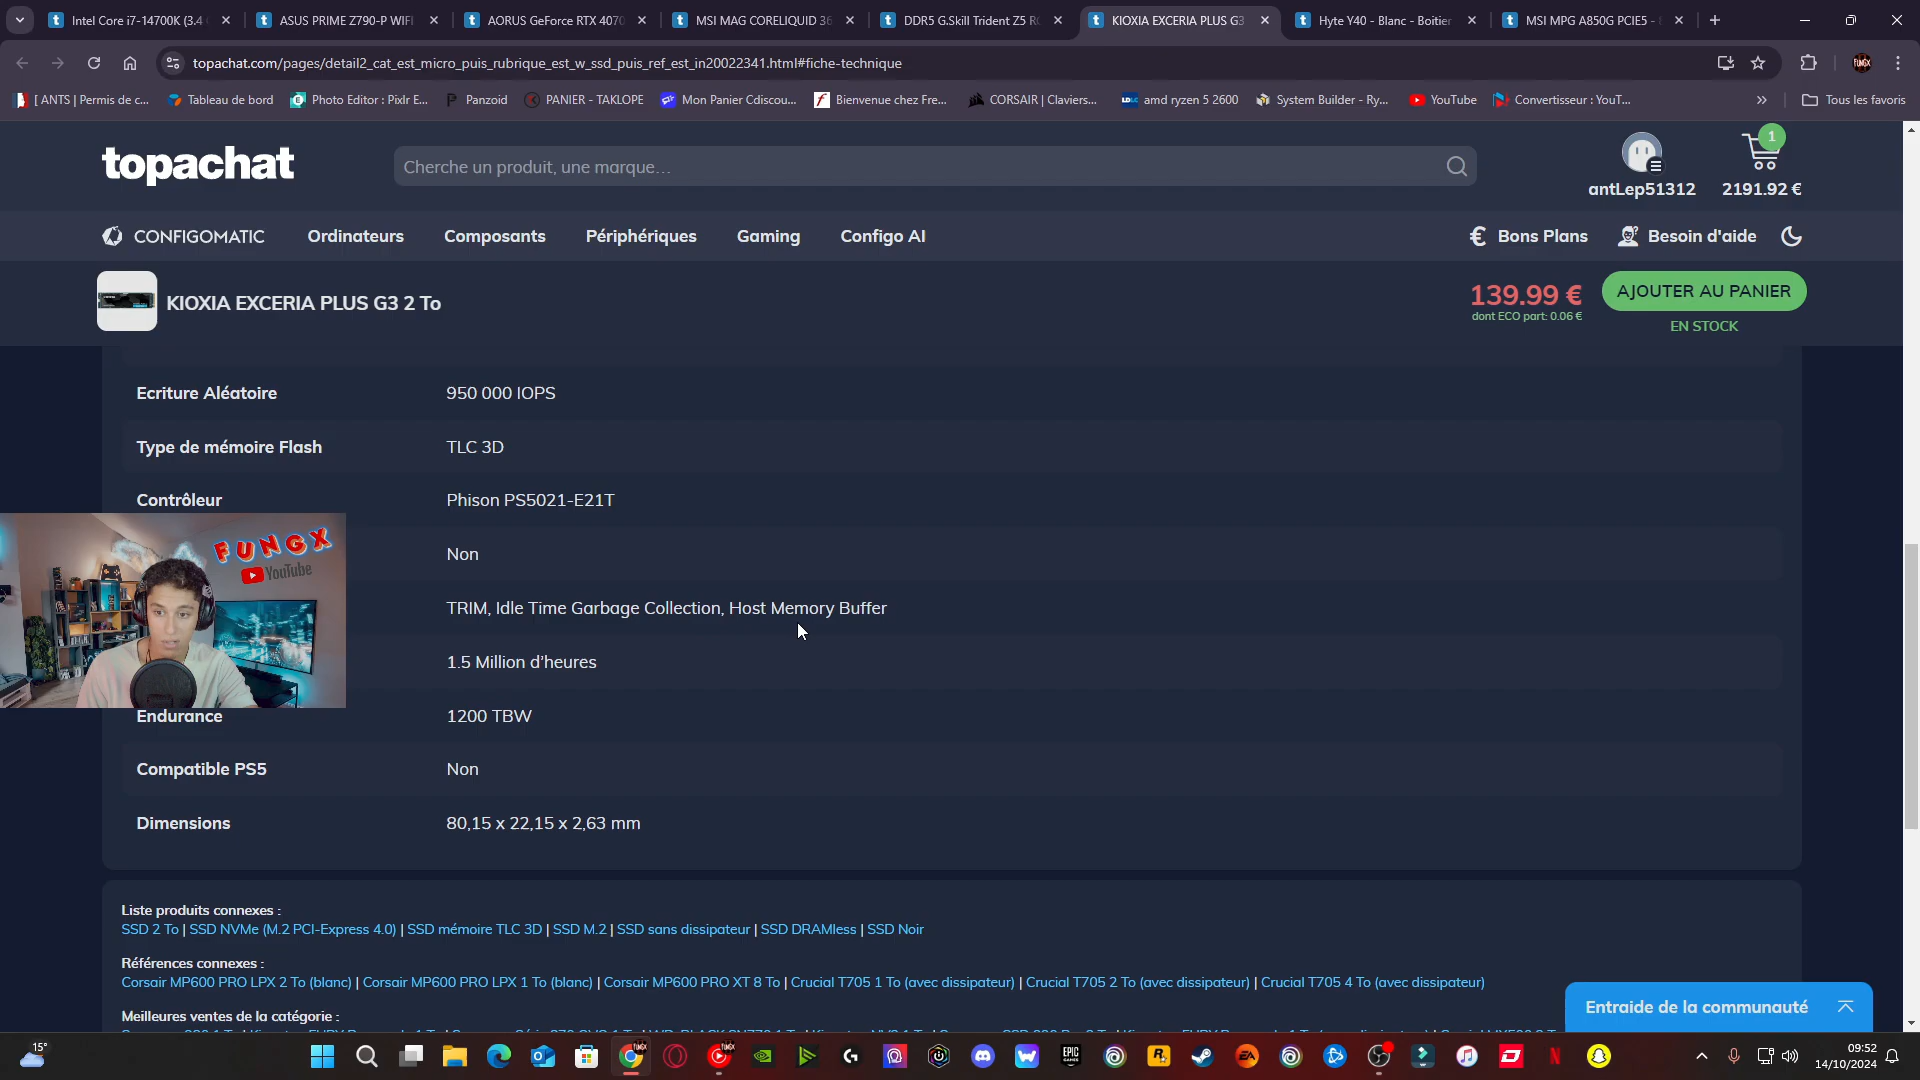 Intel Core i7-14700K (3.4
ASUS PRIME Z790-P WIFI
AORUS GeForce RTX 4070
MSI MAG CORELIQUID 36
DDR5 G.Skill Trident Z5 R
KIOXIA EXCERIA PLUS G3
Hyte Y40 - Blanc - Boitier
MSI MPG A850G PCIE5 -
topachat.com/pages/detail2_cat_est_micro_puis_rubrique_est_w_ssd_puis_ref_est_in20022341.html#fiche-technique
[ ANTS | Permis de c...
Tableau de bord
Photo Editor : Pixlr E...
Panzoid
PANIER - TAKLOPE
Mon Panier Cdiscou...
Bienvenue chez Fre...
CORSAIR | Claviers...
amd ryzen 5 2600
System Builder - Ry...
YouTube
Convertisseur : YouT...
Tous les favoris
topachat
Cherche un produit, une marque...
1
antLep51312
2191.92 €
CONFIGOMATIC
Ordinateurs
Composants
Périphériques
Gaming
Configo AI
€ Bons Plans
Besoin d'aide
KIOXIA EXCERIA PLUS G3 2 To
139.99 €
dont ECO part: 0.06 €
AJOUTER AU PANIER
EN STOCK
Ecriture Aléatoire 950 000 IOPS
Type de mémoire Flash TLC 3D
Contrôleur Phison PS5021-E21T
FUNGX
YouTube
Non
TRIM, Idle Time Garbage Collection, Host Memory Buffer
1.5 Million d'heures
Endurance 1200 TBW
Compatible PS5 Non
Dimensions 80,15 x 22,15 x 2,63 mm
Liste produits connexes :
SSD 2 To | SSD NVMe (M.2 PCI-Express 4.0) | SSD mémoire TLC 3D | SSD M.2 | SSD sans dissipateur | SSD DRAMless | SSD Noir
Références connexes :
Corsair MP600 PRO LPX 2 To (blanc) | Corsair MP600 PRO LPX 1 To (blanc) | Corsair MP600 PRO XT 8 To | Crucial T705 1 To (avec dissipateur) | Crucial T705 2 To (avec dissipateur) | Crucial T705 4 To (avec dissipateur)
Meilleures ventes de la catégorie :
Entraide de la communauté
15°
09:52
14/10/2024